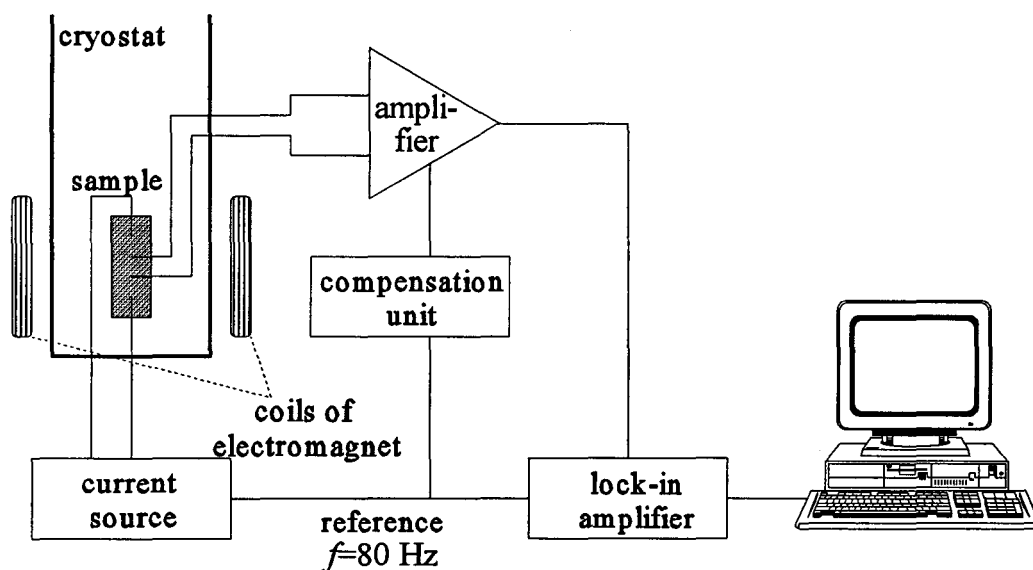 cryostat
ampli-
fier
sample
compensation
unit
coils of
electromagnet
current
source
reference
f=80 Hz
lock-in
amplifier